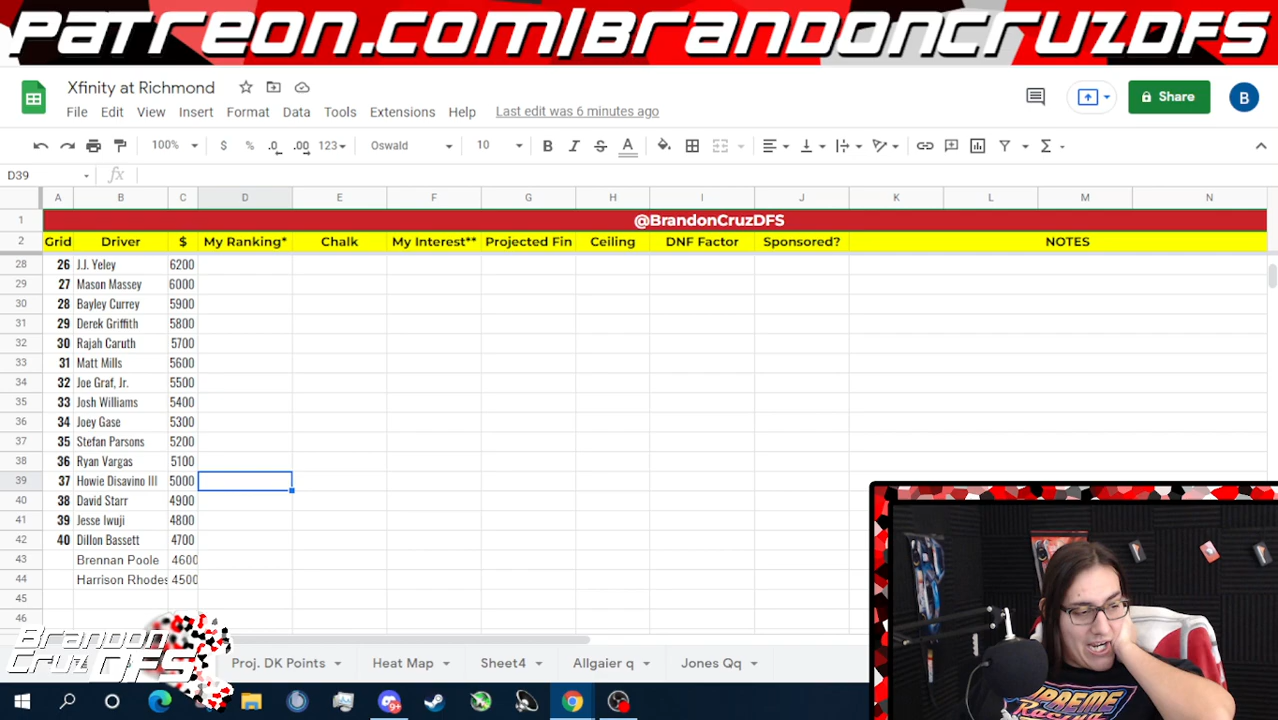 Patreon.com/BrandonCruzDFS
Xfinity at Richmond
File Edit View Insert Format Data Tools Extensions Help Last edit was 6 minutes ago
Share
B
100% $ % .0 .00 123 Oswald 10 B I S A
D39 fx
A B C D E F G H I J K L M N
1 @BrandonCruzDFS
2 Grid Driver $ My Ranking* Chalk My Interest** Projected Fin Ceiling DNF Factor Sponsored? NOTES
28 26 J.J. Yeley 6200
29 27 Mason Massey 6000
30 28 Bayley Currey 5900
31 29 Derek Griffith 5800
32 30 Rajah Caruth 5700
33 31 Matt Mills 5600
34 32 Joe Graf, Jr. 5500
35 33 Josh Williams 5400
36 34 Joey Gase 5300
37 35 Stefan Parsons 5200
38 36 Ryan Vargas 5100
39 37 Howie Disavino III 5000
40 38 David Starr 4900
41 39 Jesse Iwuji 4800
42 40 Dillon Bassett 4700
43 Brennan Poole 4600
44 Harrison Rhodes 4500
45
46
Brandon
Cruz DFS
Proj. DK Points Heat Map Sheet4 Allgaier q Jones Qq
9+
SUPREME
Racing